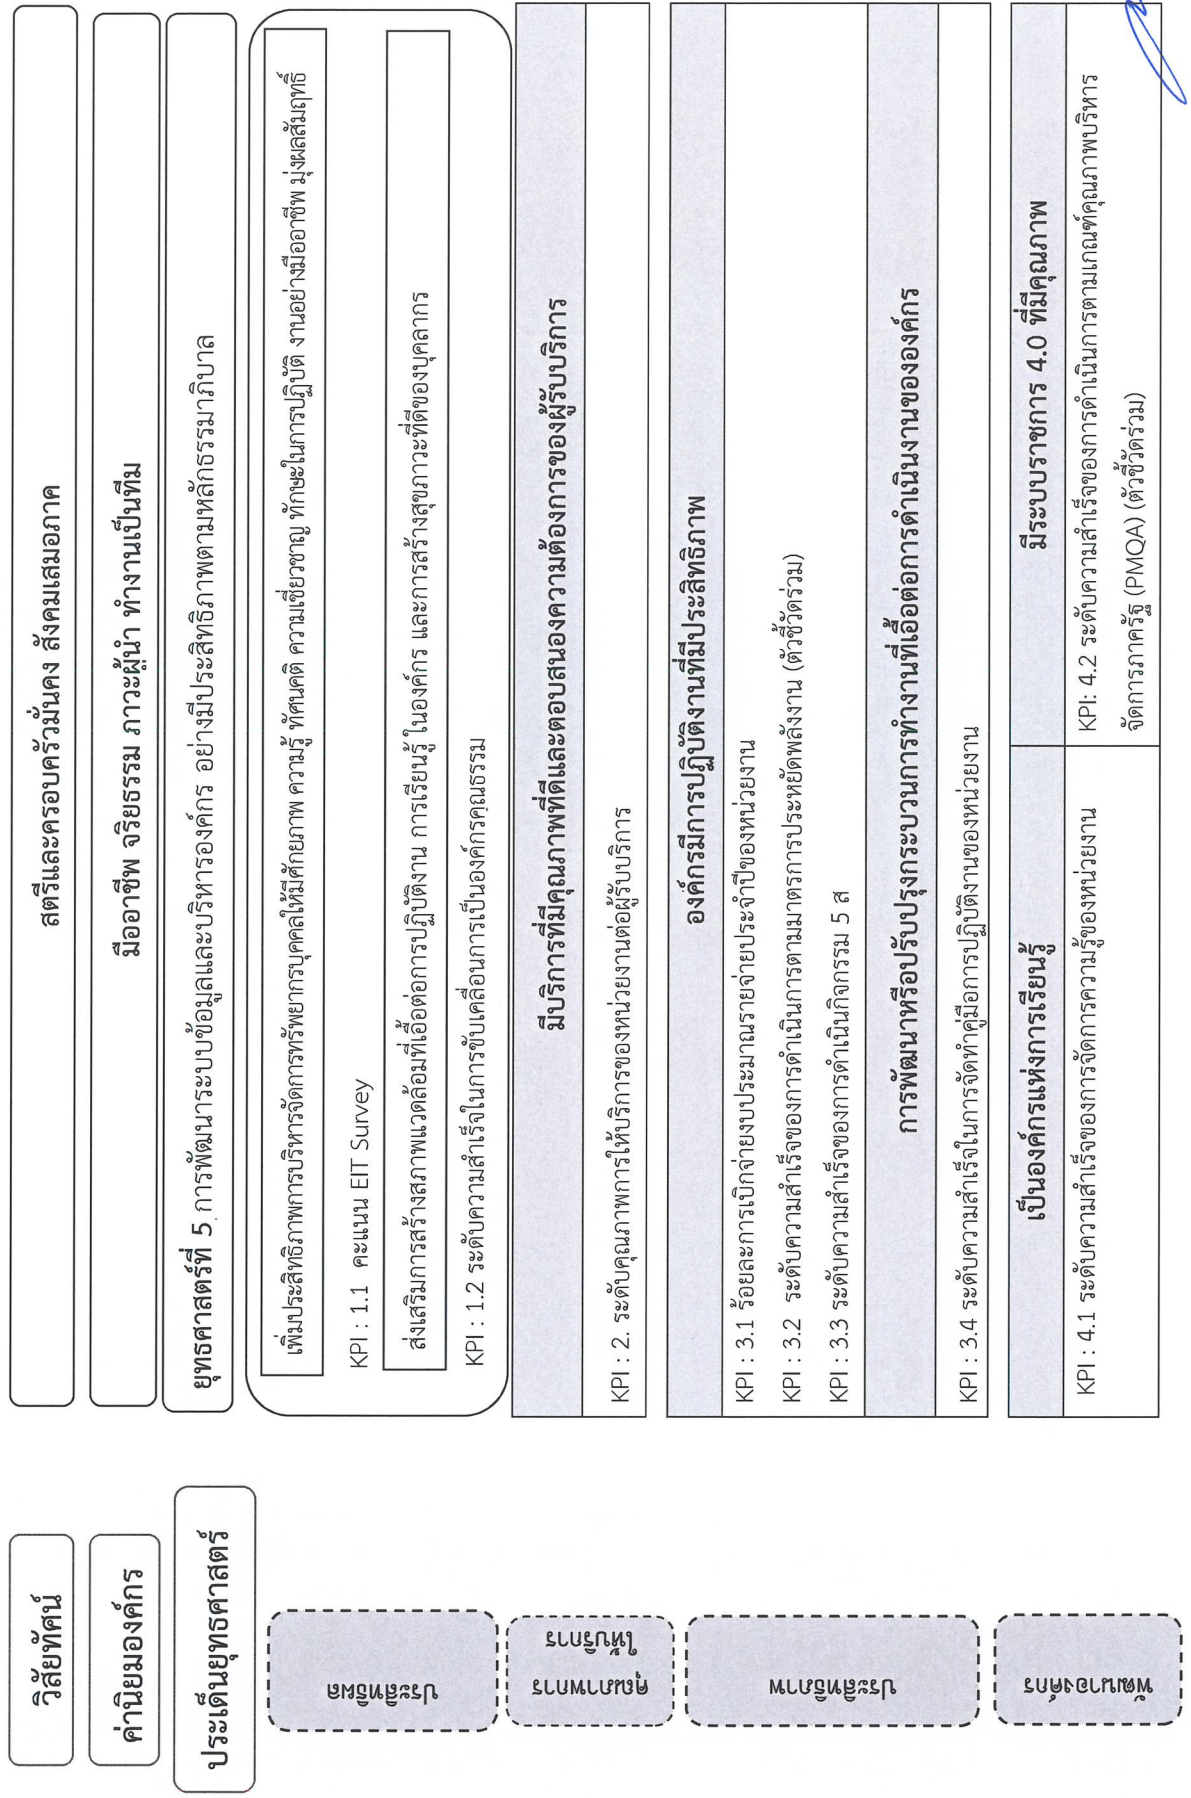 วิสัยทัศน์
สตรีและครอบครัวมั่นคง สังคมเสมอภาค
ค่านิยมองค์กร
มืออาชีพ จริยธรรม ภาวะผู้นำ ทำงานเป็นทีม
ประเด็นยุทธศาสตร์
ยุทธศาสตร์ที่ 5 การพัฒนาระบบข้อมูลและบริหารองค์กร อย่างมีประสิทธิภาพตามหลักธรรมาภิบาล
ประสิทธิผล
เพิ่มประสิทธิภาพการบริหารจัดการทรัพยากรบุคคลให้มีศักยภาพ ความรู้ ทัศนคติ ความเชี่ยวชาญ ทักษะในการปฏิบัติ งานอย่างมืออาชีพ มุ่งผลสัมฤทธิ์
KPI : 1.1 คะแนน EIT Survey
ส่งเสริมการสร้างสภาพแวดล้อมที่เอื้อต่อการปฏิบัติงาน การเรียนรู้ ในองค์กร และการสร้างสุขภาวะที่ดีของบุคลากร
KPI : 1.2 ระดับความสำเร็จในการขับเคลื่อนการเป็นองค์กรคุณธรรม
คุณภาพการ
ให้บริการ
มีบริการที่มีคุณภาพที่ดีและตอบสนองความต้องการของผู้รับบริการ
KPI : 2. ระดับคุณภาพการให้บริการของหน่วยงานต่อผู้รับบริการ
ประสิทธิภาพ
องค์กรมีการปฏิบัติงานที่มีประสิทธิภาพ
KPI : 3.1 ร้อยละการเบิกจ่ายงบประมาณรายจ่ายประจำปีของหน่วยงาน
KPI : 3.2 ระดับความสำเร็จของการดำเนินการตามมาตรการประหยัดพลังงาน (ตัวชี้วัดร่วม)
KPI : 3.3 ระดับความสำเร็จของการดำเนินกิจกรรม 5 ส
การพัฒนาหรือปรับปรุงกระบวนการทำงานที่เอื้อต่อการดำเนินงานขององค์กร
KPI : 3.4 ระดับความสำเร็จในการจัดทำคู่มือการปฏิบัติงานของหน่วยงาน
พัฒนาองค์กร
เป็นองค์กรแห่งการเรียนรู้
KPI : 4.1 ระดับความสำเร็จของการจัดการความรู้ของหน่วยงาน
มีระบบราชการ 4.0 ที่มีคุณภาพ
KPI: 4.2 ระดับความสำเร็จของการดำเนินการตามเกณฑ์คุณภาพบริหาร
จัดการภาครัฐ (PMQA) (ตัวชี้วัดร่วม)